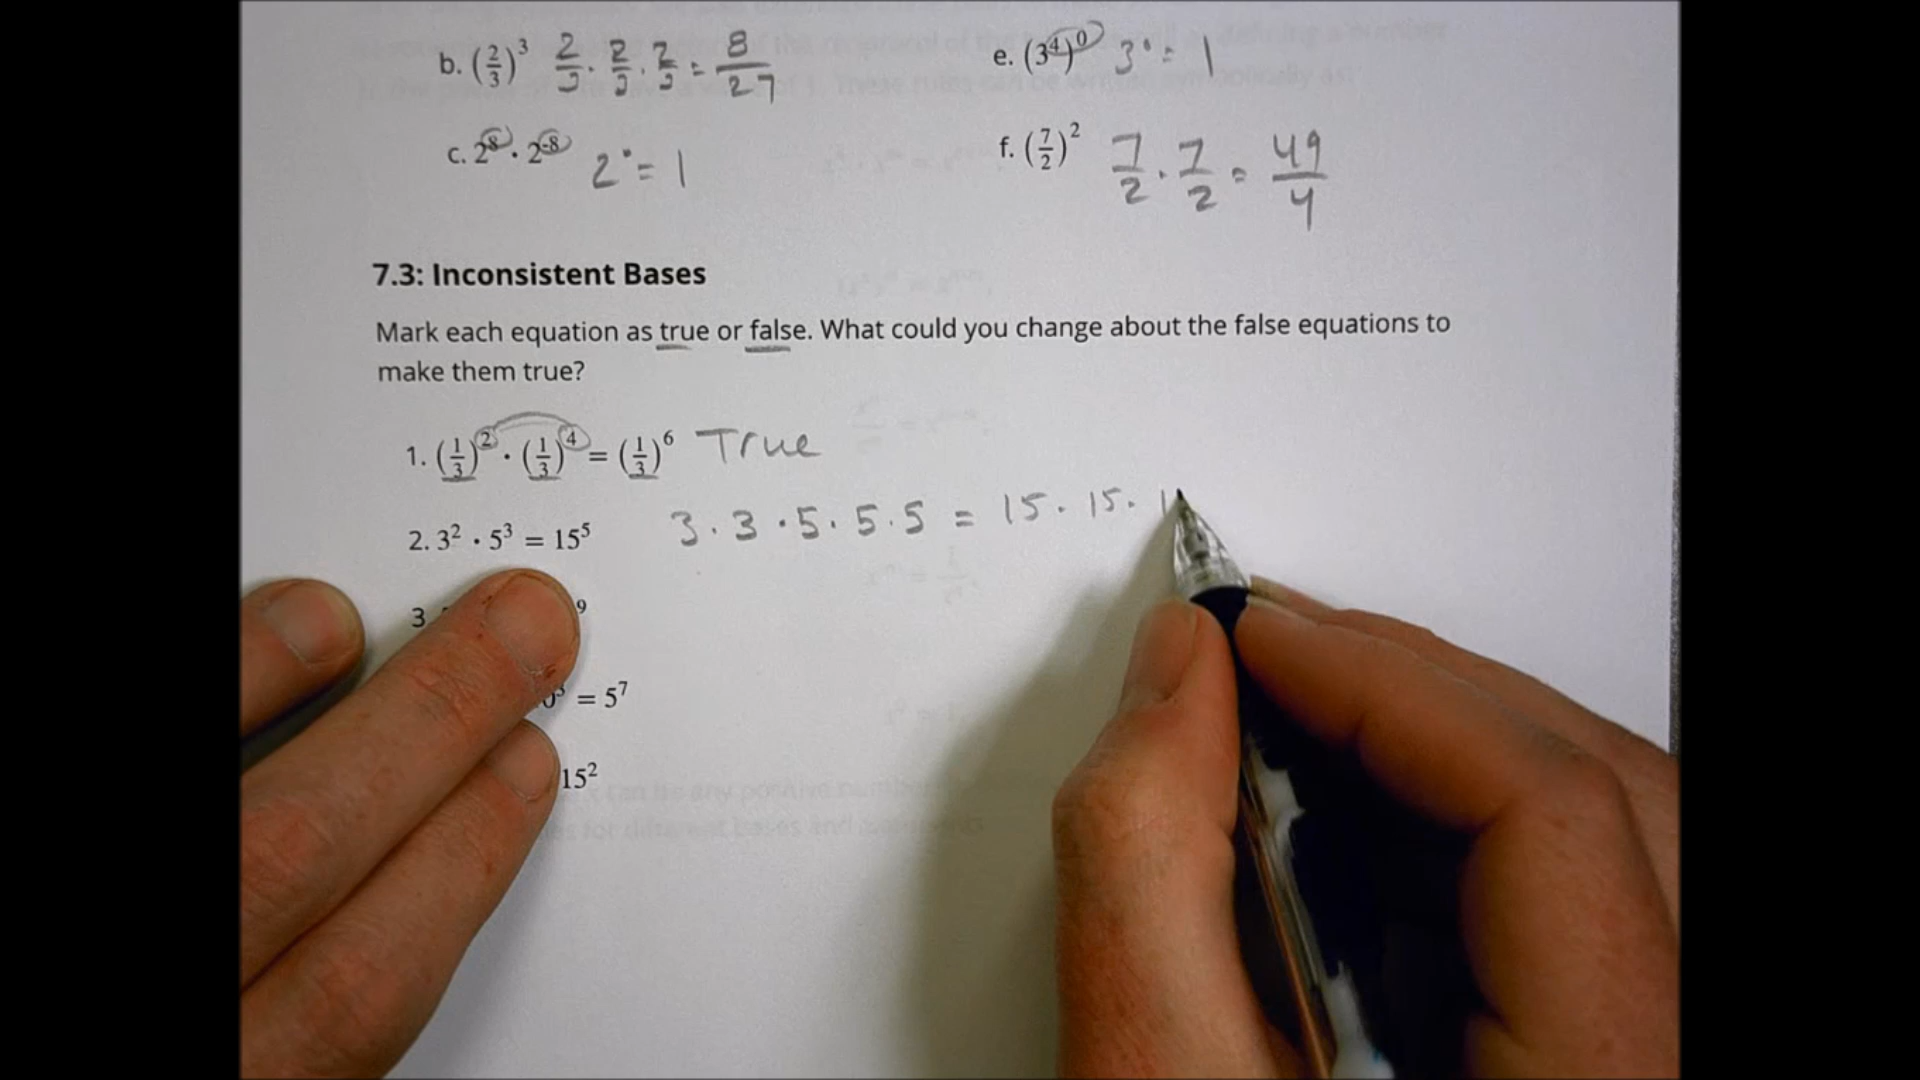 b. (2/3)³ 2/3 · 2/3 · 2/3 = 8/27
e. (3⁴)⁰ 3⁰ = 1
c. 2⁸ · 2⁻⁸ 2⁰ = 1
f. (7/2)² 7/2 · 7/2 = 49/4
7.3: Inconsistent Bases
Mark each equation as true or false. What could you change about the false equations to
make them true?
1. (1/3)² · (1/3)⁴ = (1/3)⁶ True
2. 3² · 5³ = 15⁵ 3 · 3 · 5 · 5 · 5 = 15 · 15 · 1
3. ⁹
= 5⁷
15²